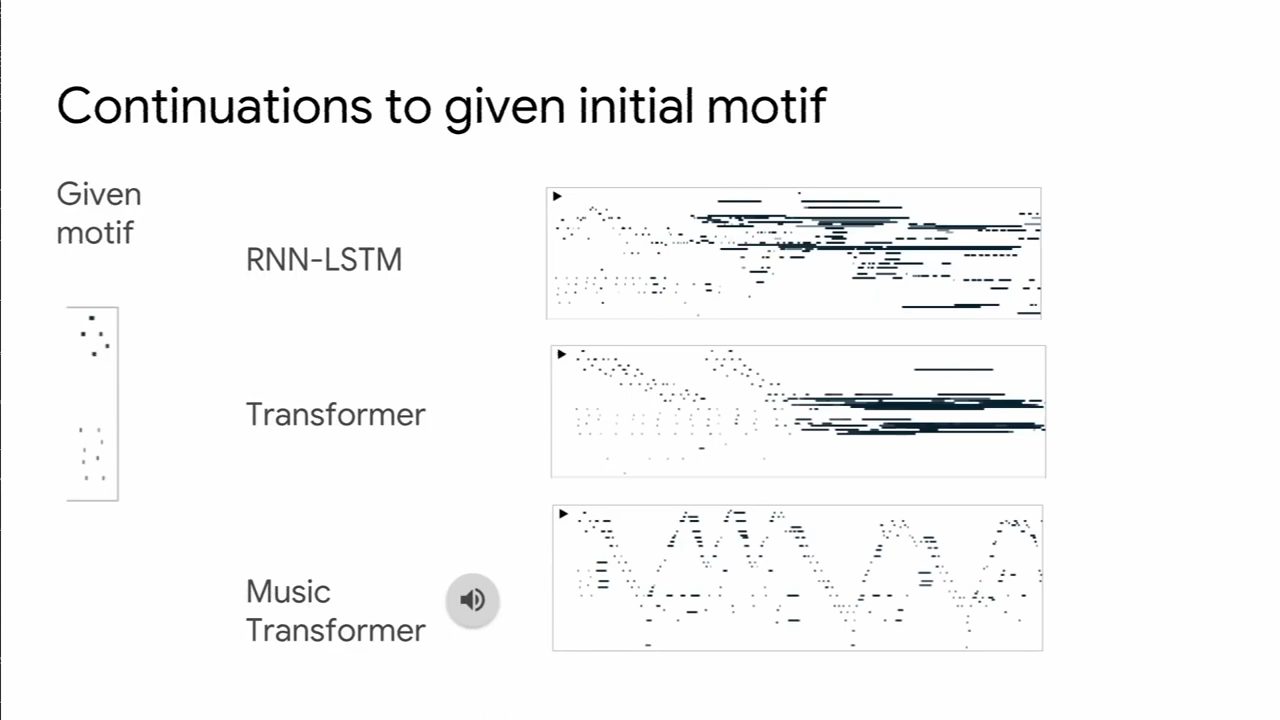 Continuations to given initial motif
Given
motif
RNN-LSTM
Transformer
Music
Transformer